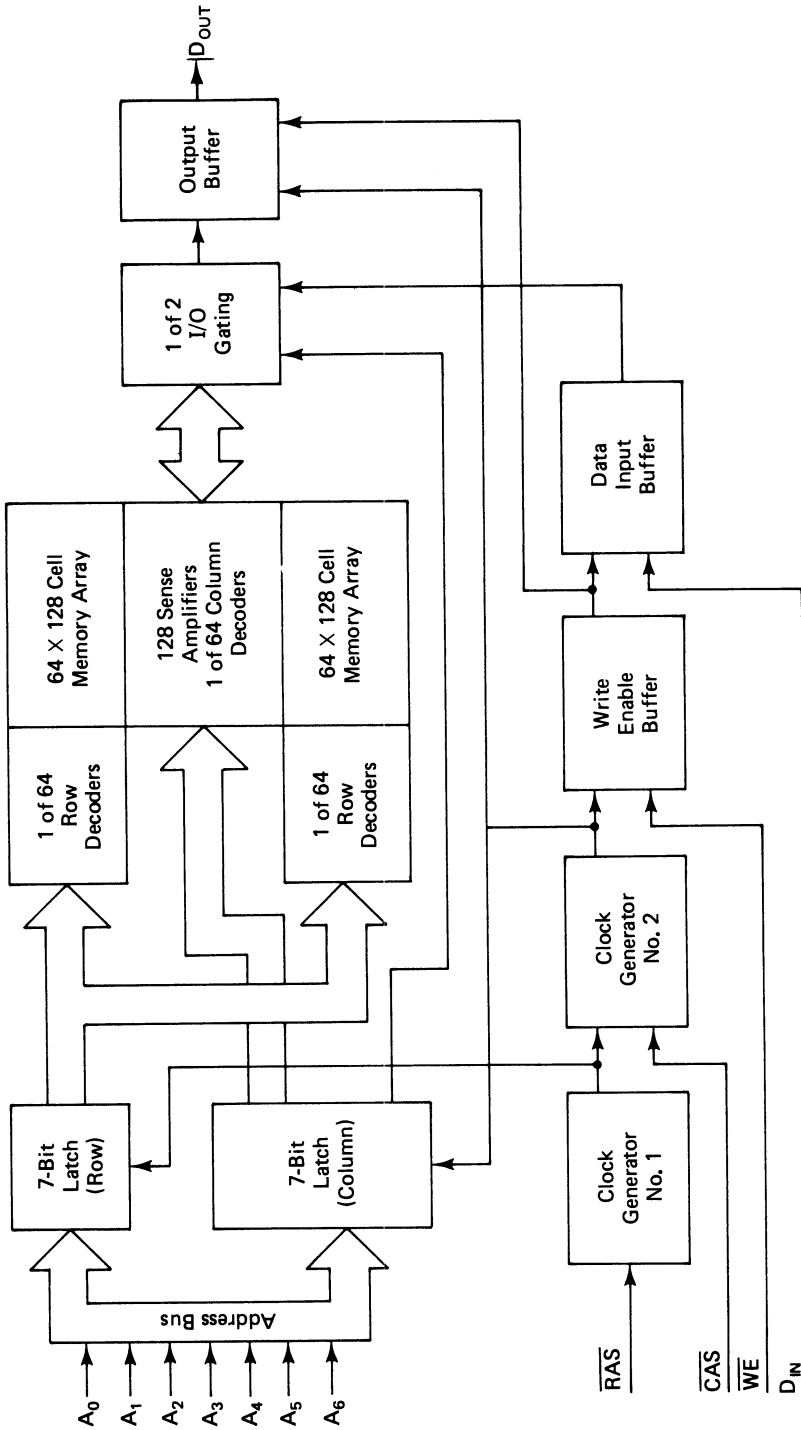 A0
A1
A2
A3
A4
A5
A6
Address Bus
7-Bit
Latch
(Row)
7-Bit
Latch
(Column)
1 of 64
Row
Decoders
64 X 128 Cell
Memory Array
128 Sense
Amplifiers
1 of 64 Column
Decoders
1 of 64
Row
Decoders
64 X 128 Cell
Memory Array
1 of 2
I/O
Gating
Output
Buffer
DOUT
RAS
CAS
WE
DIN
Clock
Generator
No. 1
Clock
Generator
No. 2
Write
Enable
Buffer
Data
Input
Buffer